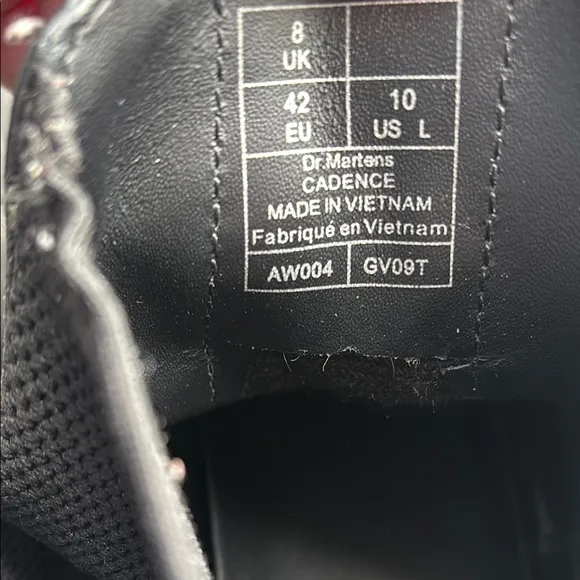 8
UK
42 10
EU US L
Dr.Martens
CADENCE
MADE IN VIETNAM
Fabriqué en Vietnam
AW004 GV09T